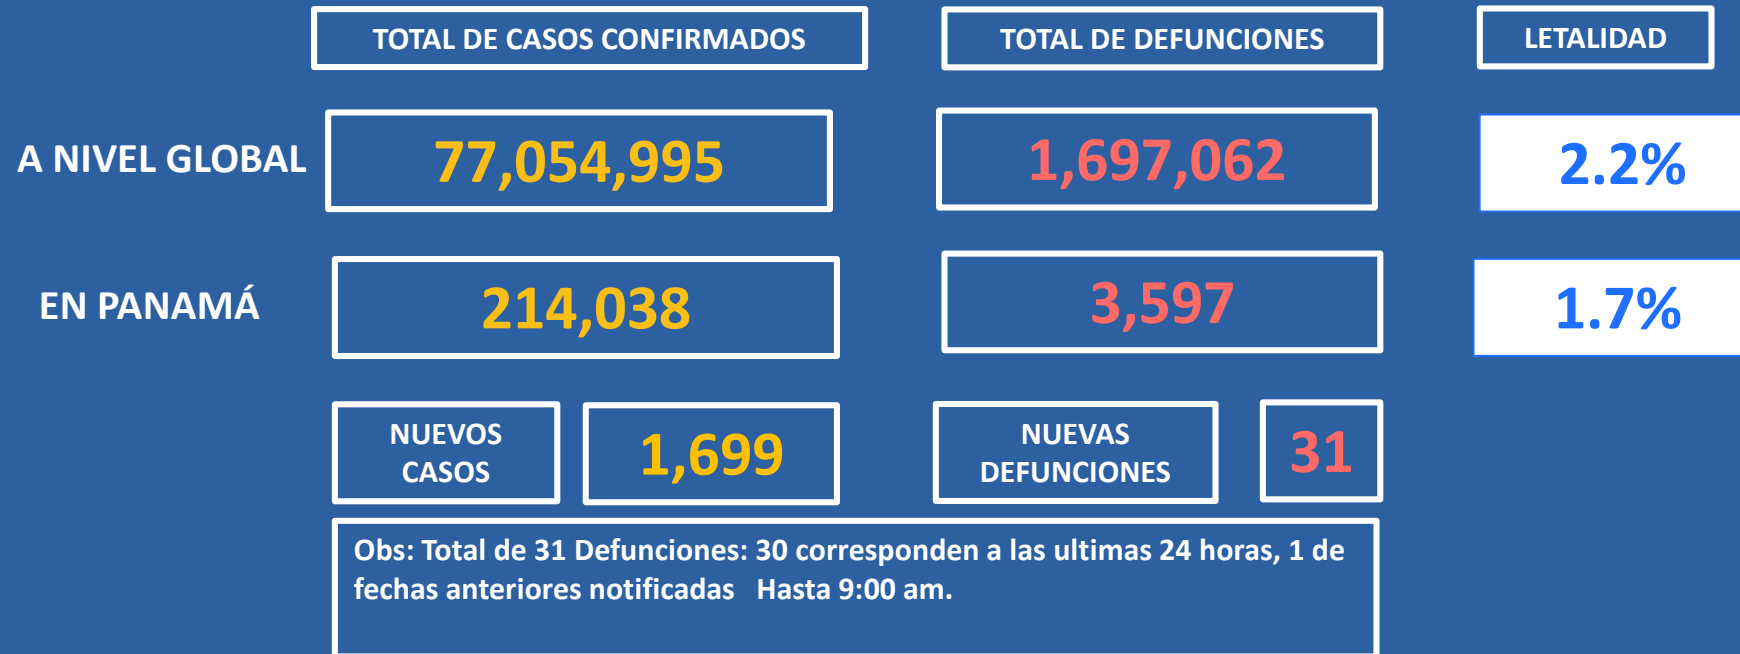 TOTAL DE CASOS CONFIRMADOS
TOTAL DE DEFUNCIONES
LETALIDAD
A NIVEL GLOBAL
77,054,995
1,697,062
2.2%
EN PANAMÁ
214,038
3,597
1.7%
NUEVOS
CASOS
1,699
NUEVAS
DEFUNCIONES
31
Obs: Total de 31 Defunciones: 30 corresponden a las ultimas 24 horas, 1 de
fechas anteriores notificadas   Hasta 9:00 am.